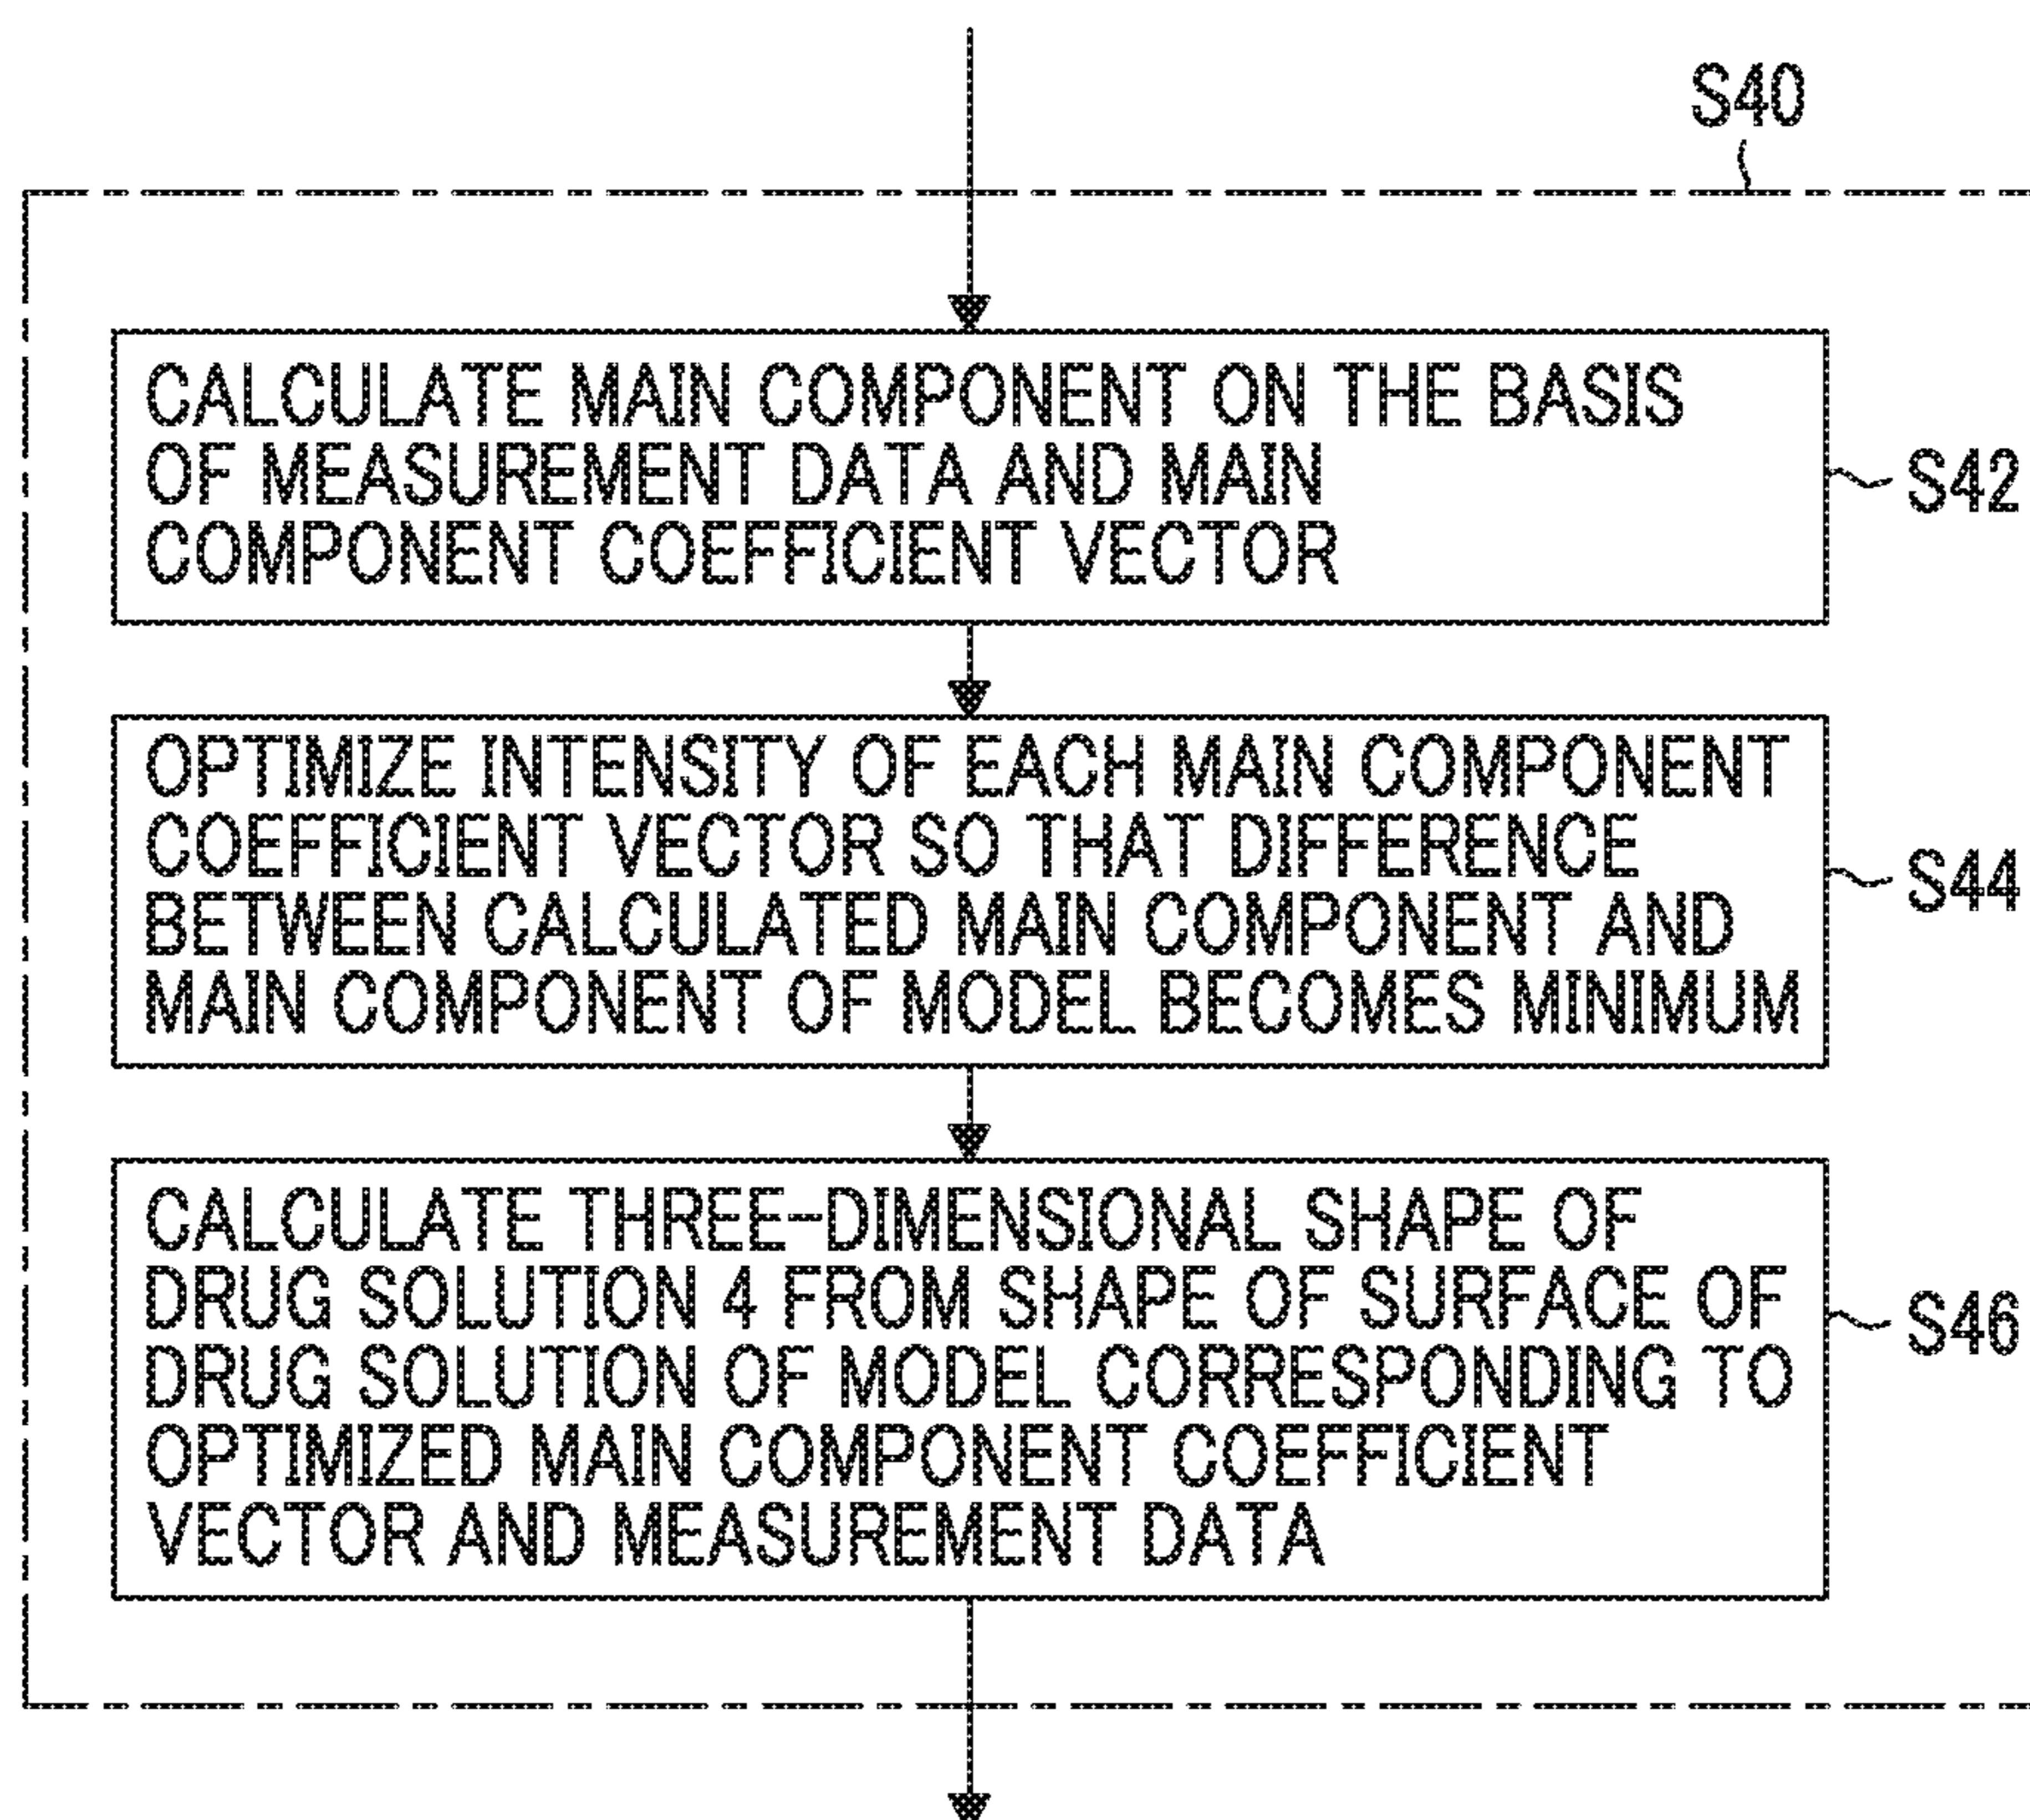 S40
CALCULATE MAIN COMPONENT ON THE BASIS
OF MEASUREMENT DATA AND MAIN
COMPONENT COEFFICIENT VECTOR
S42
OPTIMIZE INTENSITY OF EACH MAIN COMPONENT
COEFFICIENT VECTOR SO THAT DIFFERENCE
BETWEEN CALCULATED MAIN COMPONENT AND
MAIN COMPONENT OF MODEL BECOMES MINIMUM
S44
CALCULATE THREE-DIMENSIONAL SHAPE OF
DRUG SOLUTION 4 FROM SHAPE OF SURFACE OF
DRUG SOLUTION OF MODEL CORRESPONDING TO
OPTIMIZED MAIN COMPONENT COEFFICIENT
VECTOR AND MEASUREMENT DATA
S46